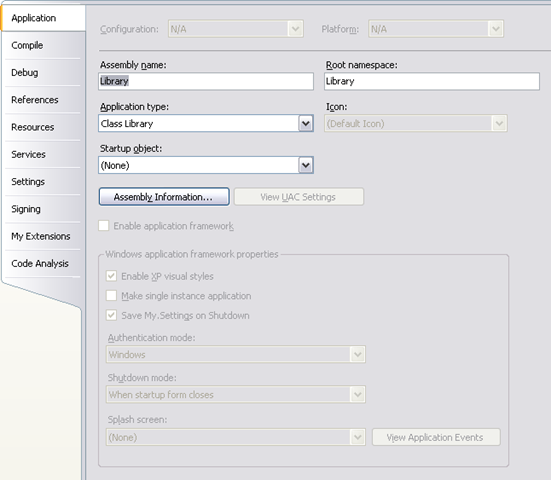 Application
Compile
Debug
References
Resources
Services
Settings
Signing
My Extensions
Code Analysis
Configuration: N/A Platform: N/A
Assembly name: Root namespace:
Library Library
Application type: Icon:
Class Library (Default Icon)
Startup object:
(None)
Assembly Information... View UAC Settings
Enable application framework
Windows application framework properties
Enable XP visual styles
Make single instance application
Save My.Settings on Shutdown
Authentication mode:
Windows
Shutdown mode:
When startup form closes
Splash screen:
(None) View Application Events